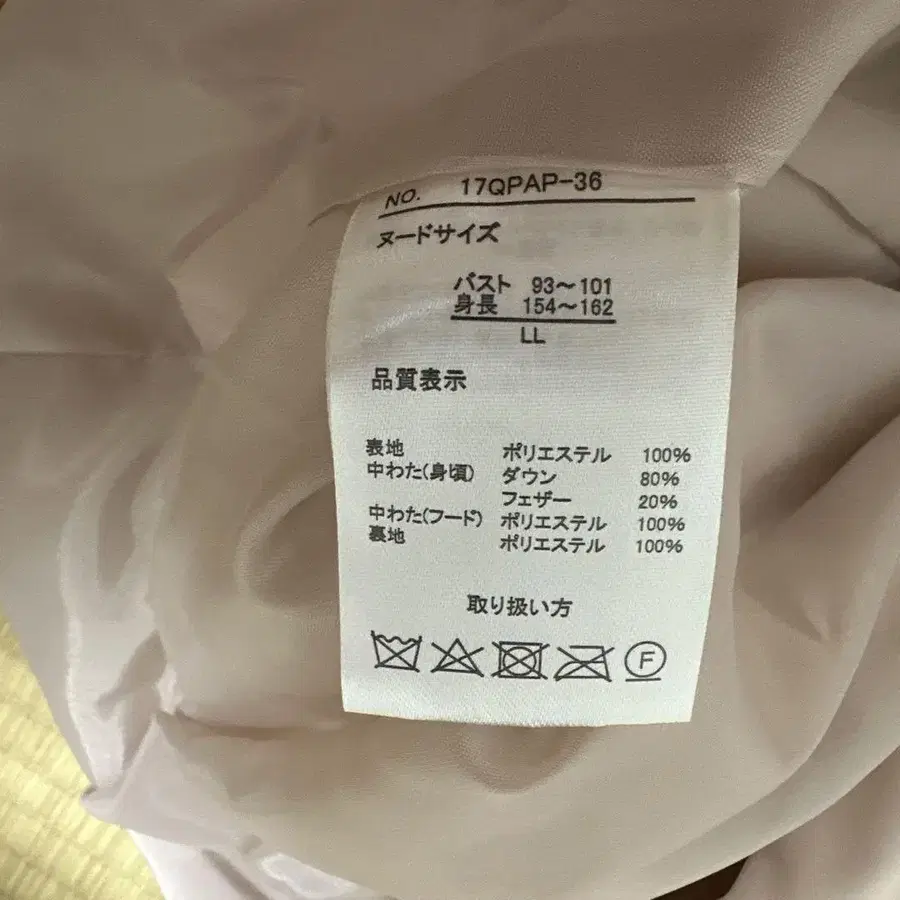 NO. 17QPAP-36
ヌードサイズ
バスト 93〜101
身長 154〜162
LL
品質表示
表地 ポリエステル 100%
中わた(身頃) ダウン 80%
フェザー 20%
中わた(フード) ポリエステル 100%
裏地 ポリエステル 100%
取り扱い方
F